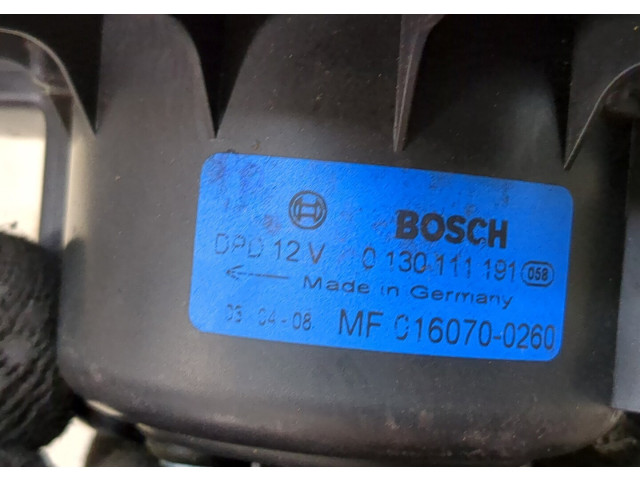 BOSCH
DPD 12 V 0 130 111 191 058
Made in Germany
03 04-08 MF 016070-0260